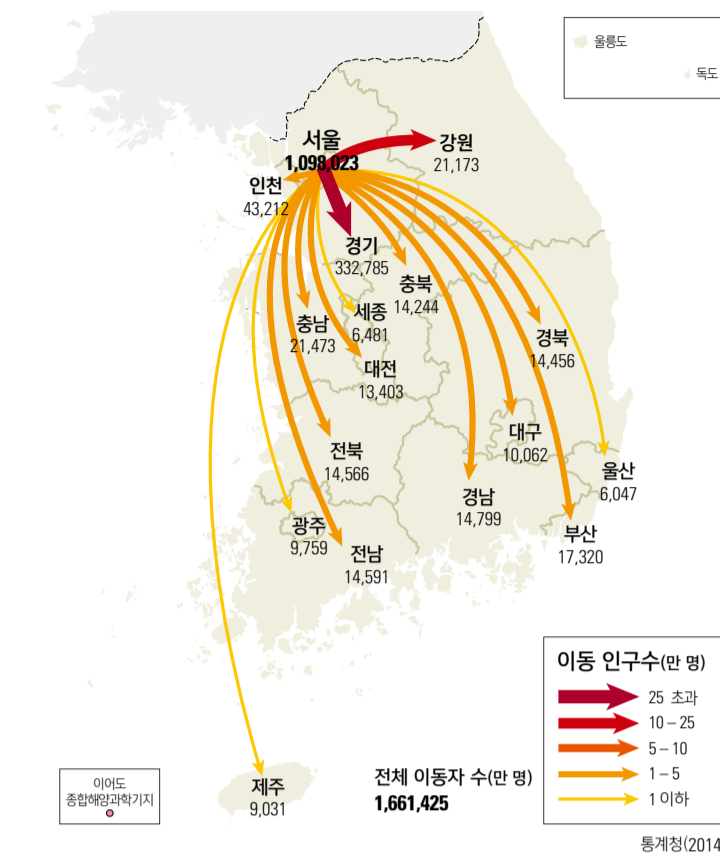 울릉도
독도
서울
1,098,023
강원
21,173
인천
43,212
경기
332,785
충북
14,244
세종
6,481
충남
21,473
경북
14,456
대전
13,403
대구
10,062
전북
14,566
울산
6,047
경남
14,799
광주
9,759
부산
17,320
전남
14,591
이동 인구수(만 명)
25 초과
10 – 25
5 – 10
1 – 5
1 이하
이어도
종합해양과학기지
제주
9,031
전체 이동자 수(만 명)
1,661,425
통계청(2014